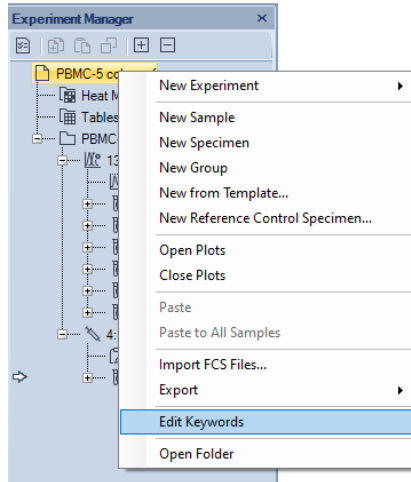 Experiment Manager
PBMC-5
Heat
Tables
PBMC
13
4:
New Experiment
New Sample
New Specimen
New Group
New from Template...
New Reference Control Specimen...
Open Plots
Close Plots
Paste
Paste to All Samples
Import FCS Files...
Export
Edit Keywords
Open Folder